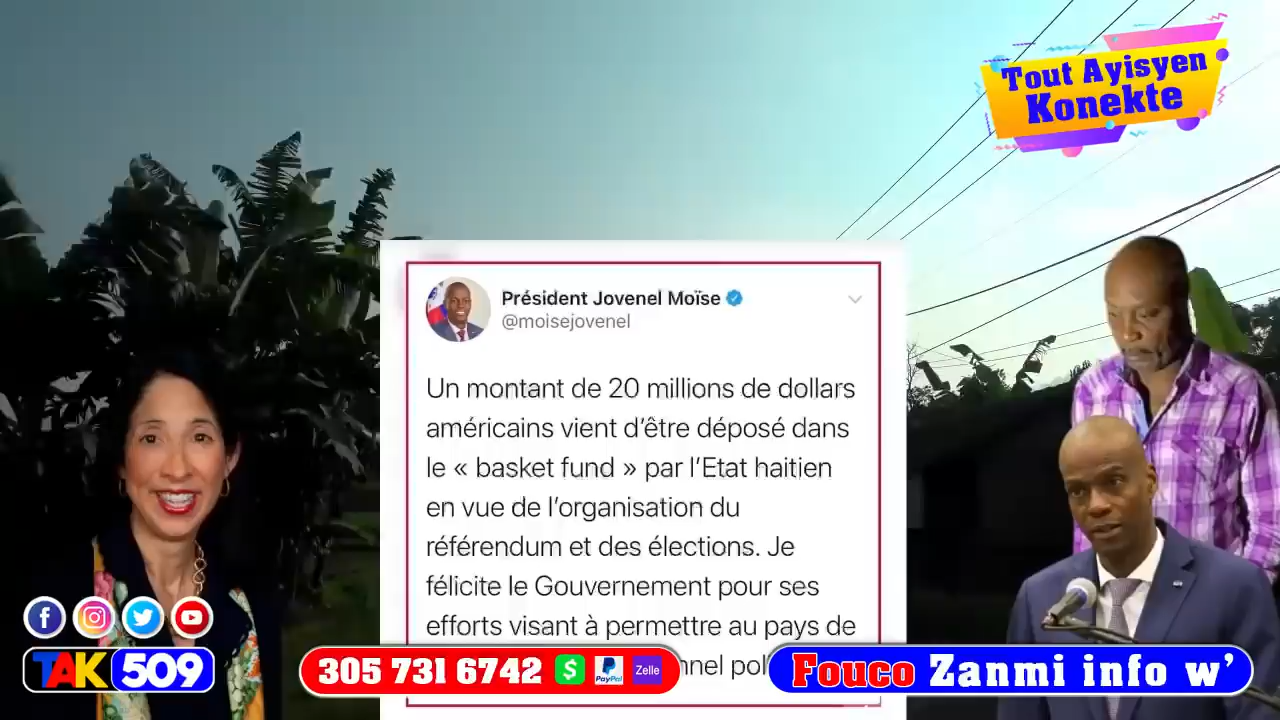 Tout Ayisyen
Konekte
Président Jovenel Moïse
@moisejovenel
Un montant de 20 millions de dollars
américains vient d'être déposé dans
le « basket fund » par l'Etat haitien
en vue de l'organisation du
référendum et des élections. Je
félicite le Gouvernement pour ses
efforts visant à permettre au pays de
TAK 509
305 731 6742 $ PayPal Zelle
Fouco Zanmi info w'